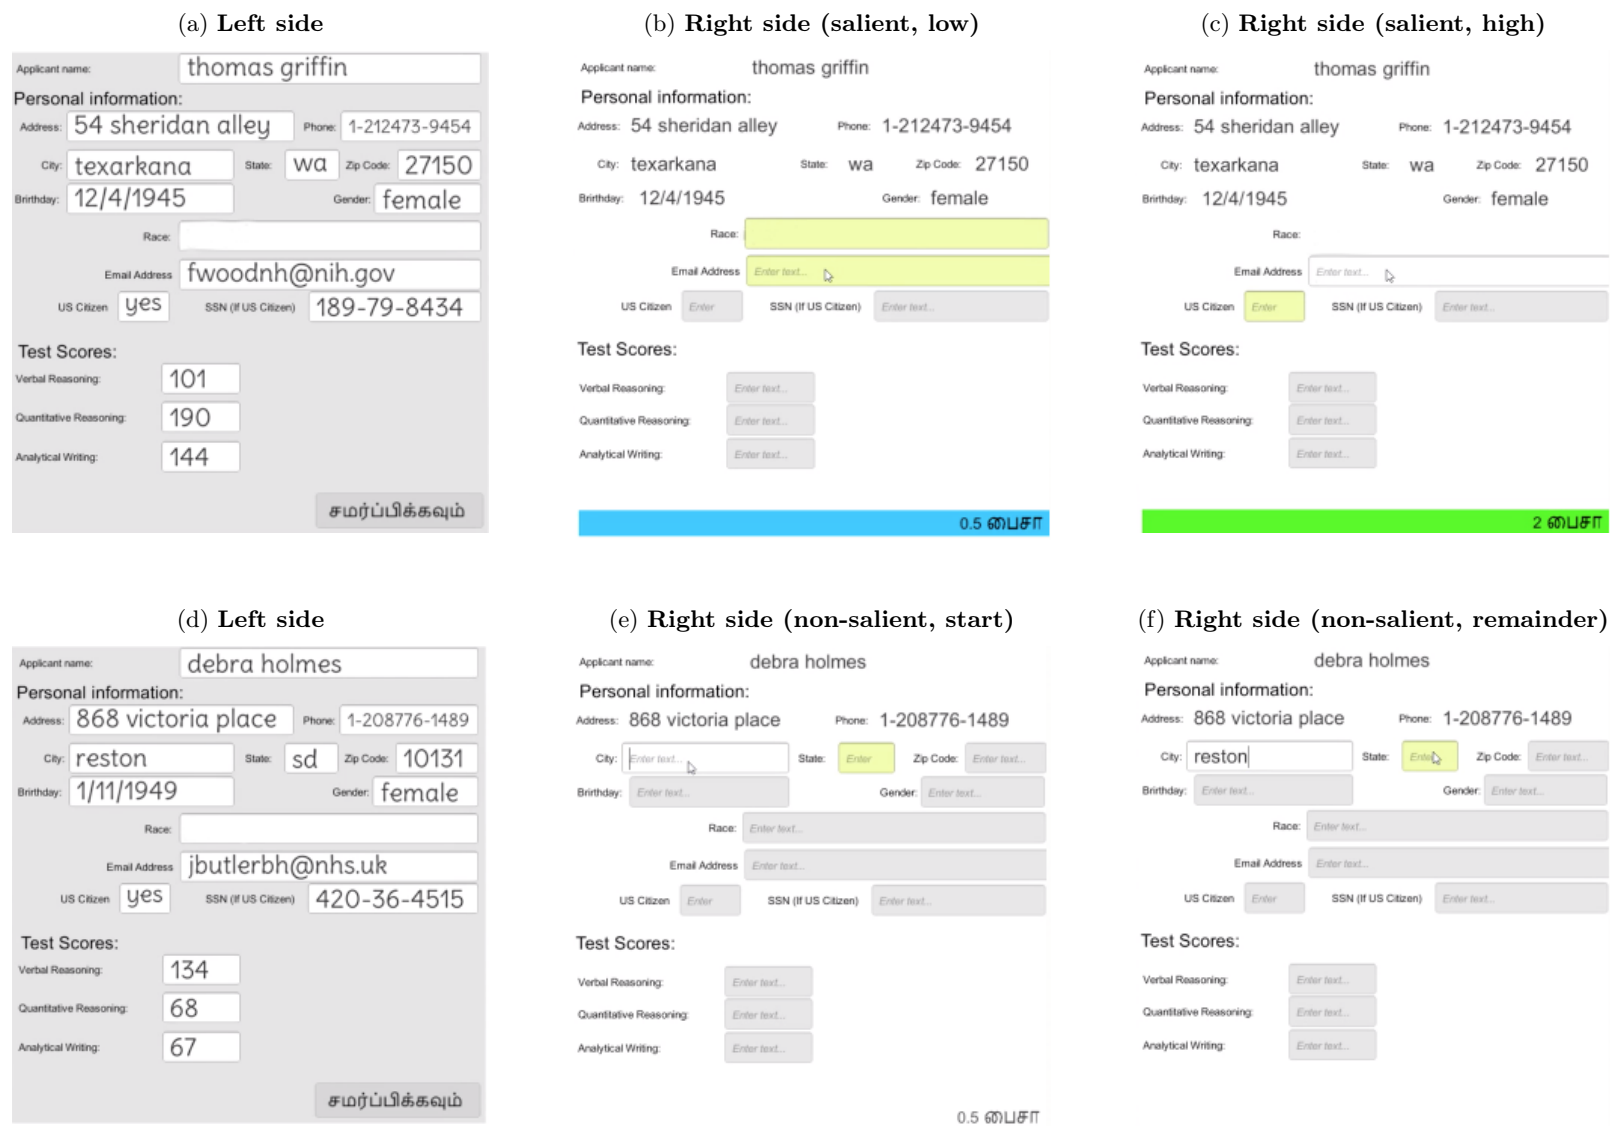 (a) Left side
Applicant name: thomas griffin
Personal information:
Address: 54 sheridan alley Phone: 1-212473-9454
City: texarkana State: wa Zip Code: 27150
Brirthday: 12/4/1945 Gender: female
Race:
Email Address fwoodnh@nih.gov
US Citizen yes SSN (If US Citizen) 189-79-8434
Test Scores:
Verbal Reasoning: 101
Quantitative Reasoning: 190
Analytical Writing: 144
சமர்ப்பிக்கவும்
(b) Right side (salient, low)
Applicant name: thomas griffin
Personal information:
Address: 54 sheridan alley Phone: 1-212473-9454
City: texarkana State: wa Zip Code: 27150
Brirthday: 12/4/1945 Gender: female
Race:
Email Address Enter text...
US Citizen Enter SSN (If US Citizen) Enter text...
Test Scores:
Verbal Reasoning: Enter text...
Quantitative Reasoning: Enter text...
Analytical Writing: Enter text...
0.5 பைசா
(c) Right side (salient, high)
Applicant name: thomas griffin
Personal information:
Address: 54 sheridan alley Phone: 1-212473-9454
City: texarkana State: wa Zip Code: 27150
Brirthday: 12/4/1945 Gender: female
Race:
Email Address Enter text...
US Citizen Enter SSN (If US Citizen) Enter text...
Test Scores:
Verbal Reasoning: Enter text...
Quantitative Reasoning: Enter text...
Analytical Writing: Enter text...
2 பைசா
(d) Left side
Applicant name: debra holmes
Personal information:
Address: 868 victoria place Phone: 1-208776-1489
City: reston State: sd Zip Code: 10131
Brirthday: 1/11/1949 Gender: female
Race:
Email Address jbutlerbh@nhs.uk
US Citizen yes SSN (If US Citizen) 420-36-4515
Test Scores:
Verbal Reasoning: 134
Quantitative Reasoning: 68
Analytical Writing: 67
சமர்ப்பிக்கவும்
(e) Right side (non-salient, start)
Applicant name: debra holmes
Personal information:
Address: 868 victoria place Phone: 1-208776-1489
City: Enter text... State: Enter Zip Code: Enter text...
Brirthday: Enter text... Gender: Enter text...
Race: Enter text...
Email Address Enter text...
US Citizen Enter SSN (If US Citizen) Enter text...
Test Scores:
Verbal Reasoning: Enter text...
Quantitative Reasoning: Enter text...
Analytical Writing: Enter text...
0.5 பைசா
(f) Right side (non-salient, remainder)
Applicant name: debra holmes
Personal information:
Address: 868 victoria place Phone: 1-208776-1489
City: reston State: Enter Zip Code: Enter text...
Brirthday: Enter text... Gender: Enter text...
Race: Enter text...
Email Address Enter text...
US Citizen Enter SSN (If US Citizen) Enter text...
Test Scores:
Verbal Reasoning: Enter text...
Quantitative Reasoning: Enter text...
Analytical Writing: Enter text...